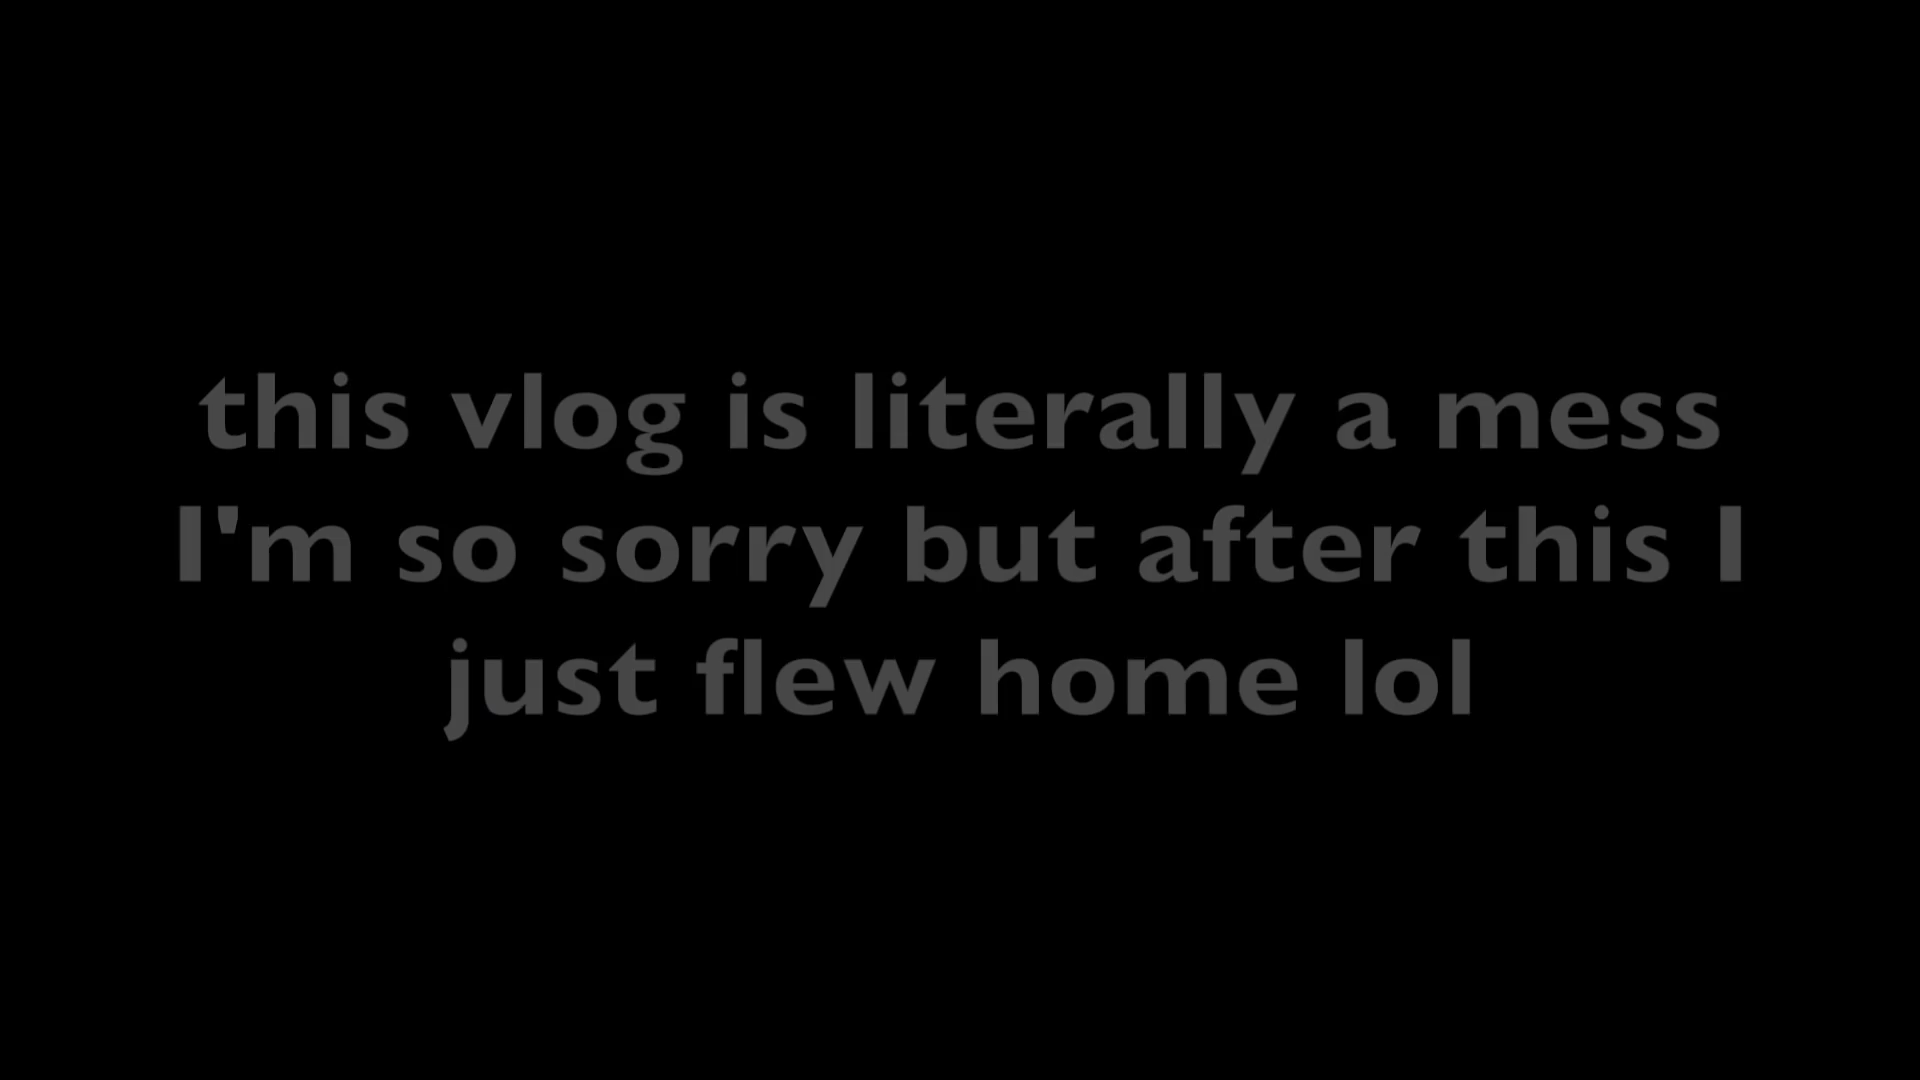 this vlog is literally a mess
I'm so sorry but after this I
just flew home lol